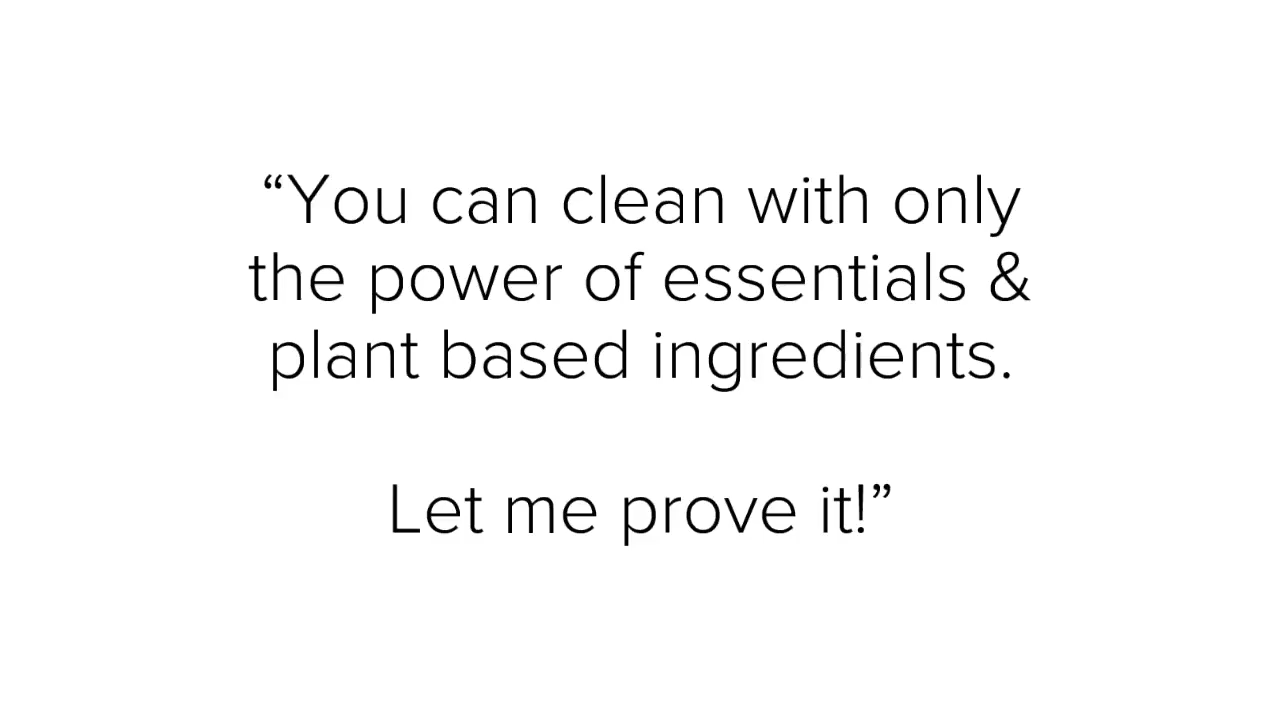 “You can clean with only
the power of essentials &
plant based ingredients.
Let me prove it!”